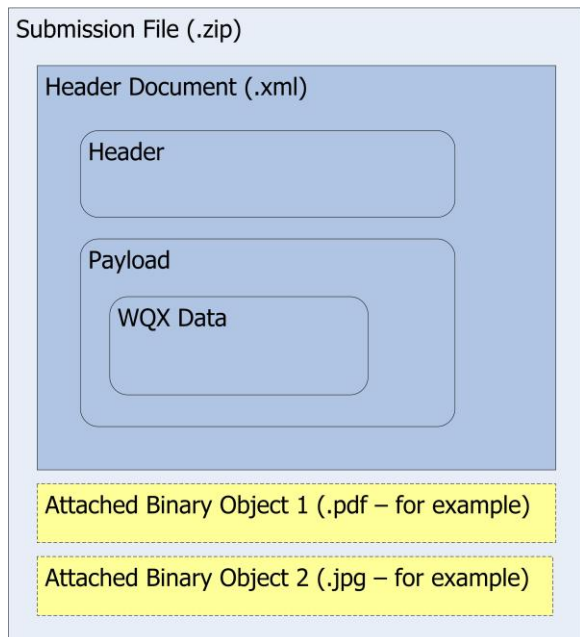 Submission File (.zip)
Header Document (.xml)
Header
Payload
WQX Data
Attached Binary Object 1 (.pdf – for example)
Attached Binary Object 2 (.jpg – for example)